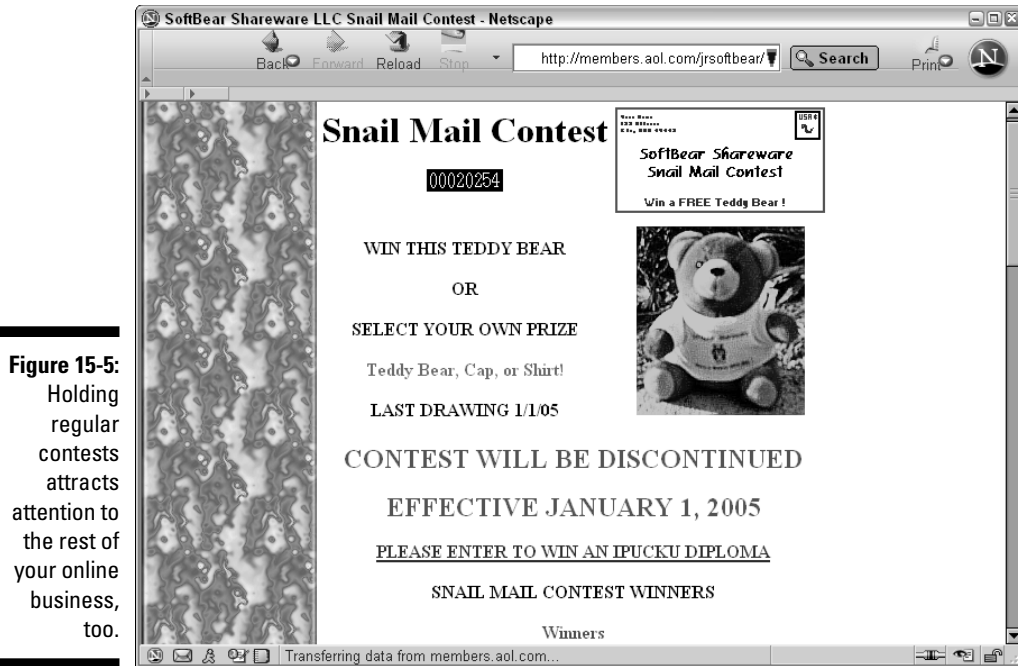 SoftBear Shareware LLC Snail Mail Contest - Netscape
Back Forward Reload Stop http://members.aol.com/jrsoftbear/ Search Print N
Snail Mail Contest
USA
SoftBear Shareware
Snail Mail Contest
Win a FREE Teddy Bear !
00020254
WIN THIS TEDDY BEAR
OR
SELECT YOUR OWN PRIZE
Teddy Bear, Cap, or Shirt!
LAST DRAWING 1/1/05
CONTEST WILL BE DISCONTINUED
EFFECTIVE JANUARY 1, 2005
PLEASE ENTER TO WIN AN IPUCKU DIPLOMA
SNAIL MAIL CONTEST WINNERS
Winners
Transferring data from members.aol.com...
Figure 15-5:
Holding
regular
contests
attracts
attention to
the rest of
your online
business,
too.